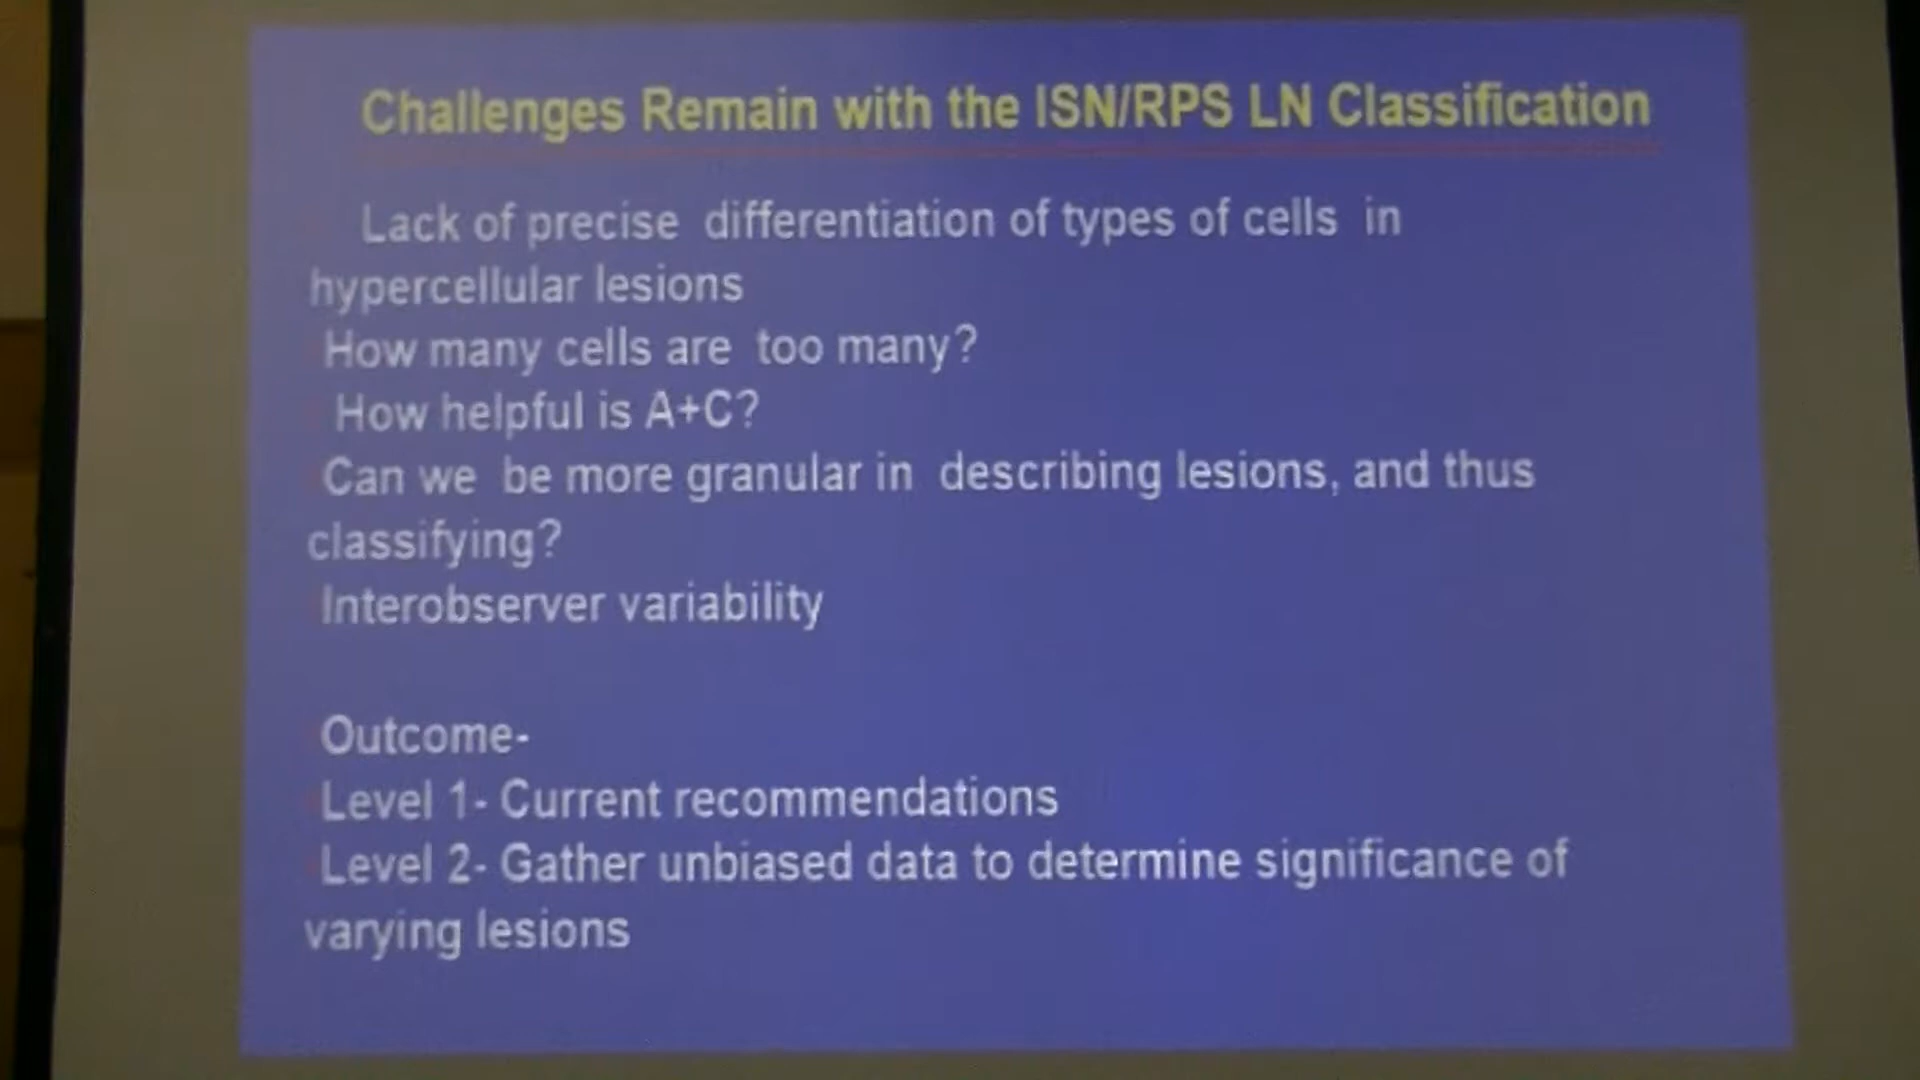 Challenges Remain with the ISN/RPS LN Classification
Lack of precise differentiation of types of cells in
hypercellular lesions
How many cells are too many?
How helpful is A+C?
Can we be more granular in describing lesions, and thus
classifying?
Interobserver variability
Outcome-
Level 1- Current recommendations
Level 2- Gather unbiased data to determine significance of
varying lesions